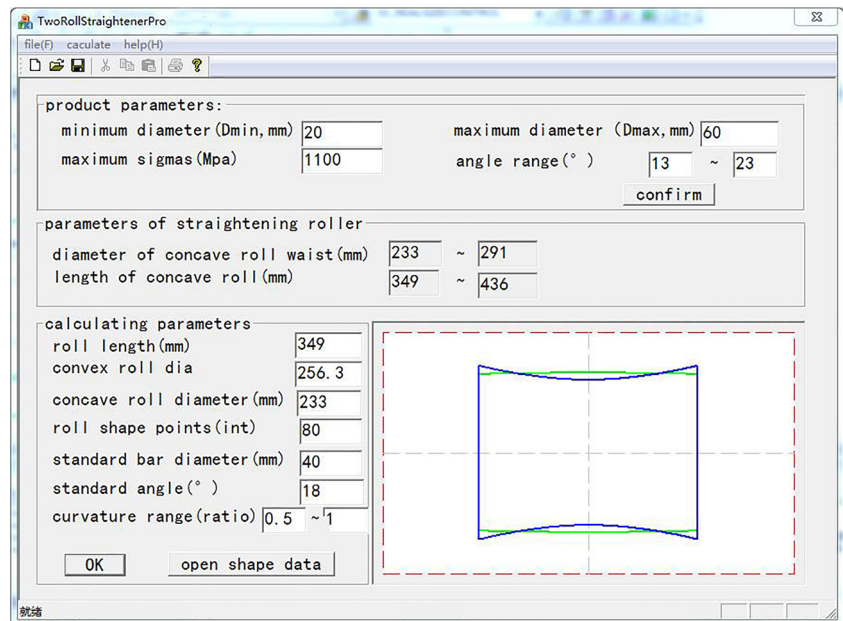 TwoRollStraightenerPro
file(F) caculate help(H)
product parameters:
minimum diameter(Dmin,mm) 20 maximum diameter (Dmax,mm) 60
maximum sigmas(Mpa) 1100 angle range(°) 13 ~ 23
confirm
parameters of straightening roller
diameter of concave roll waist(mm) 233 ~ 291
length of concave roll(mm) 349 ~ 436
calculating parameters
roll length(mm) 349
convex roll dia 256.3
concave roll diameter(mm) 233
roll shape points(int) 80
standard bar diameter(mm) 40
standard angle(°) 18
curvature range(ratio) 0.5 ~ 1
OK open shape data
就绪